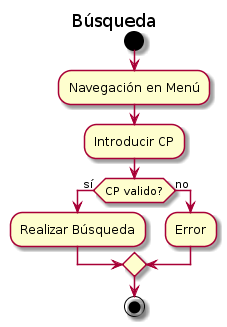 Búsqueda
Navegación en Menú
Introducir CP
sí
CP valido?
no
Realizar Búsqueda
Error